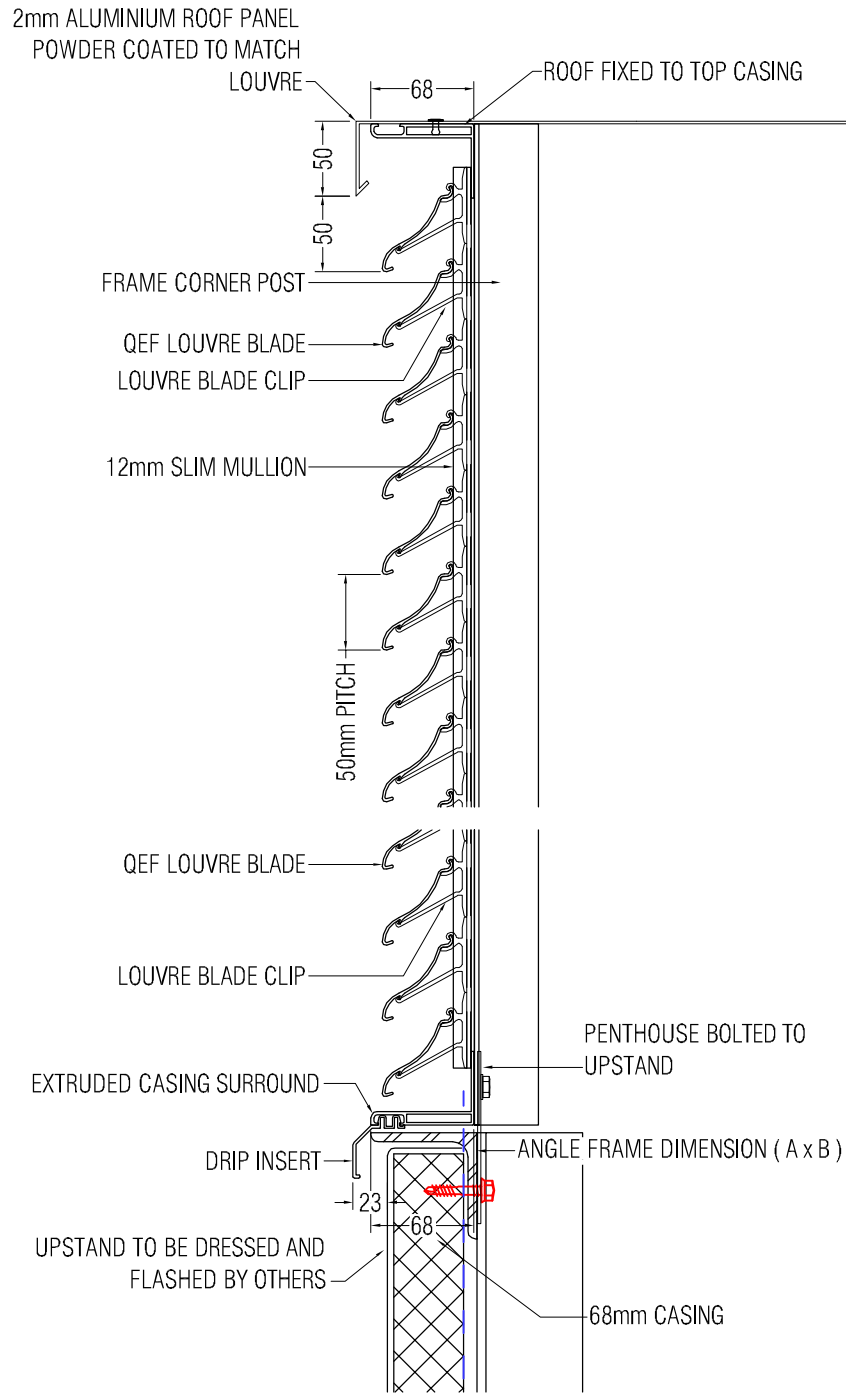 2mm ALUMINIUM ROOF PANEL
POWDER COATED TO MATCH
LOUVRE
68
ROOF FIXED TO TOP CASING
50
50
FRAME CORNER POST
QEF LOUVRE BLADE
LOUVRE BLADE CLIP
12mm SLIM MULLION
50mm PITCH
QEF LOUVRE BLADE
LOUVRE BLADE CLIP
PENTHOUSE BOLTED TO
UPSTAND
EXTRUDED CASING SURROUND
ANGLE FRAME DIMENSION ( A x B )
DRIP INSERT
23
68
UPSTAND TO BE DRESSED AND
FLASHED BY OTHERS
68mm CASING